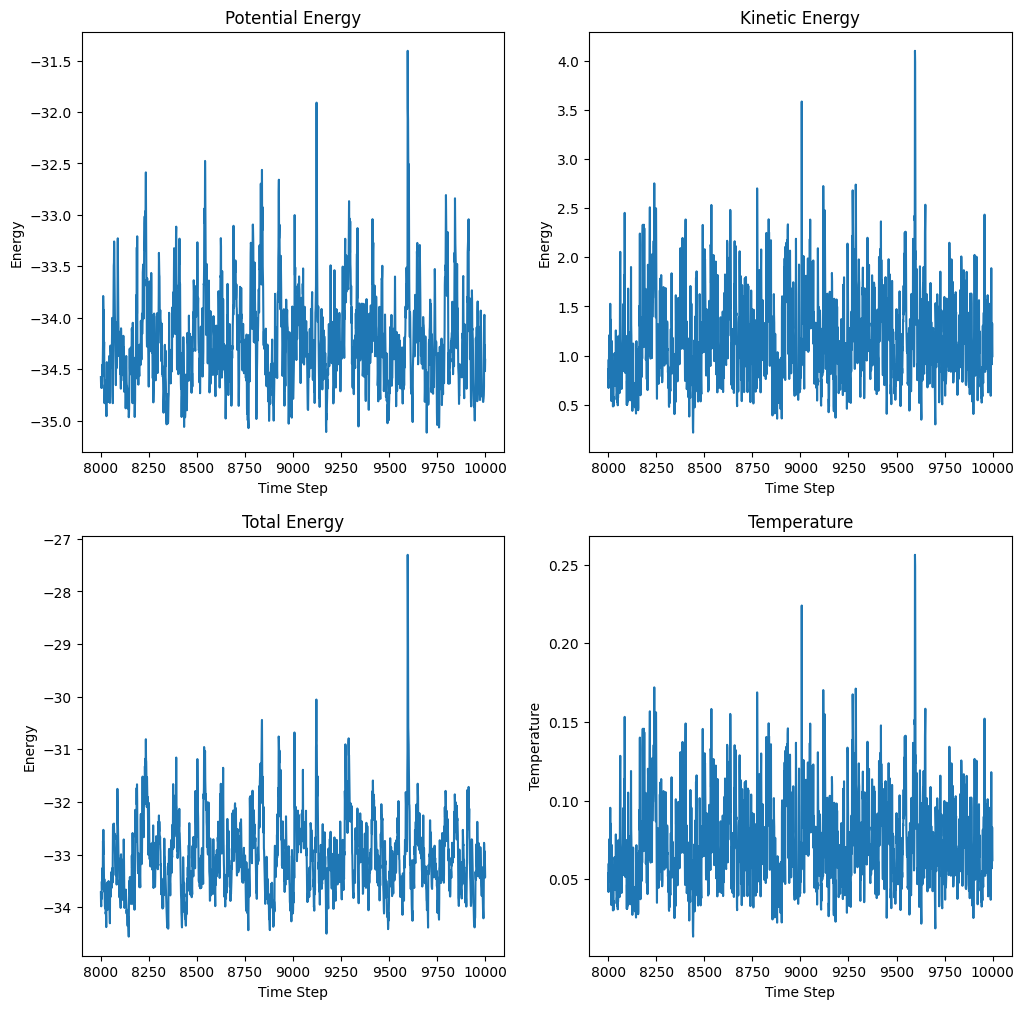 Potential Energy
Energy
−31.5
−32.0
−32.5
−33.0
−33.5
−34.0
−34.5
−35.0
8000 8250 8500 8750 9000 9250 9500 9750 10000
Time Step
Kinetic Energy
Energy
4.0
3.5
3.0
2.5
2.0
1.5
1.0
0.5
8000 8250 8500 8750 9000 9250 9500 9750 10000
Time Step
Total Energy
Energy
−27
−28
−29
−30
−31
−32
−33
−34
8000 8250 8500 8750 9000 9250 9500 9750 10000
Time Step
Temperature
Temperature
0.25
0.20
0.15
0.10
0.05
8000 8250 8500 8750 9000 9250 9500 9750 10000
Time Step